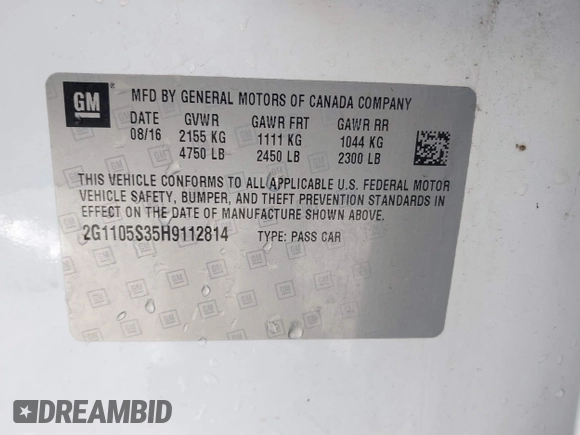 GM
MFD BY GENERAL MOTORS OF CANADA COMPANY
DATE GVWR GAWR FRT GAWR RR
08/16 2155 KG 1111 KG 1044 KG
4750 LB 2450 LB 2300 LB
THIS VEHICLE CONFORMS TO ALL APPLICABLE U.S. FEDERAL MOTOR
VEHICLE SAFETY, BUMPER, AND THEFT PREVENTION STANDARDS IN
EFFECT ON THE DATE OF MANUFACTURE SHOWN ABOVE.
2G1105S35H9112814 TYPE: PASS CAR
DREAMBID